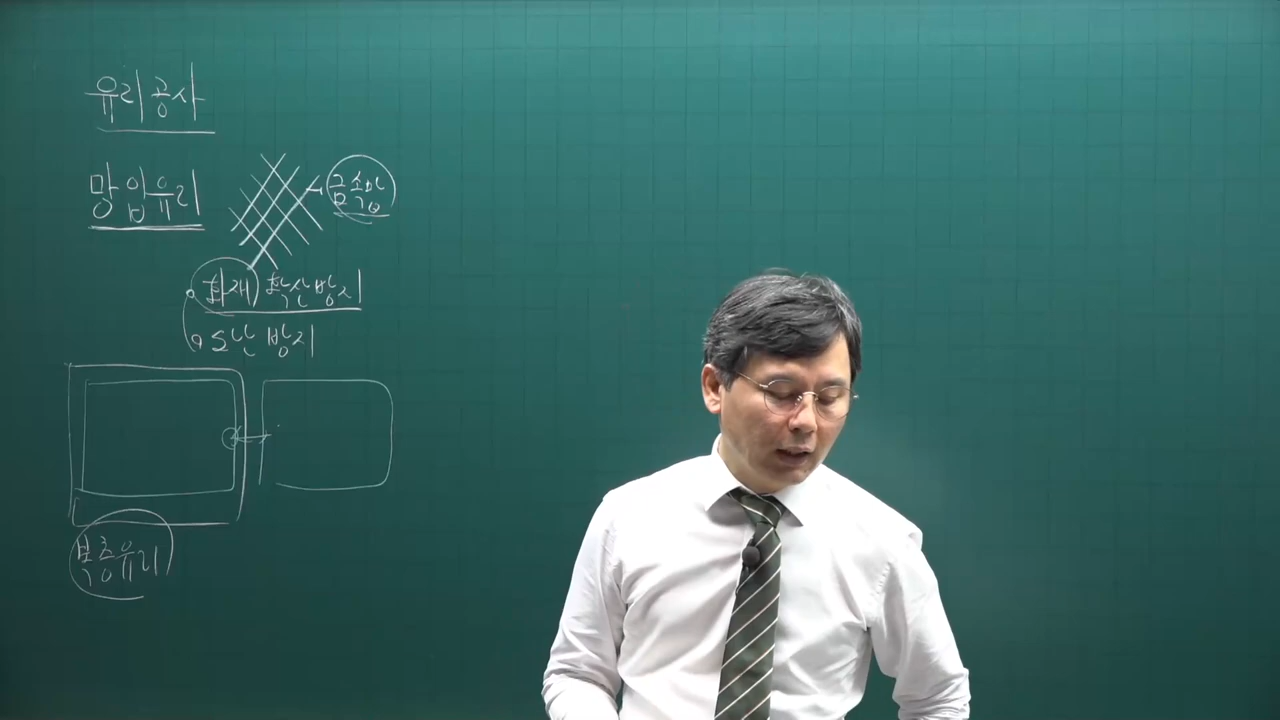 유리공사
망입유리
금속망
화재 확산방지
도난방지
복층유리